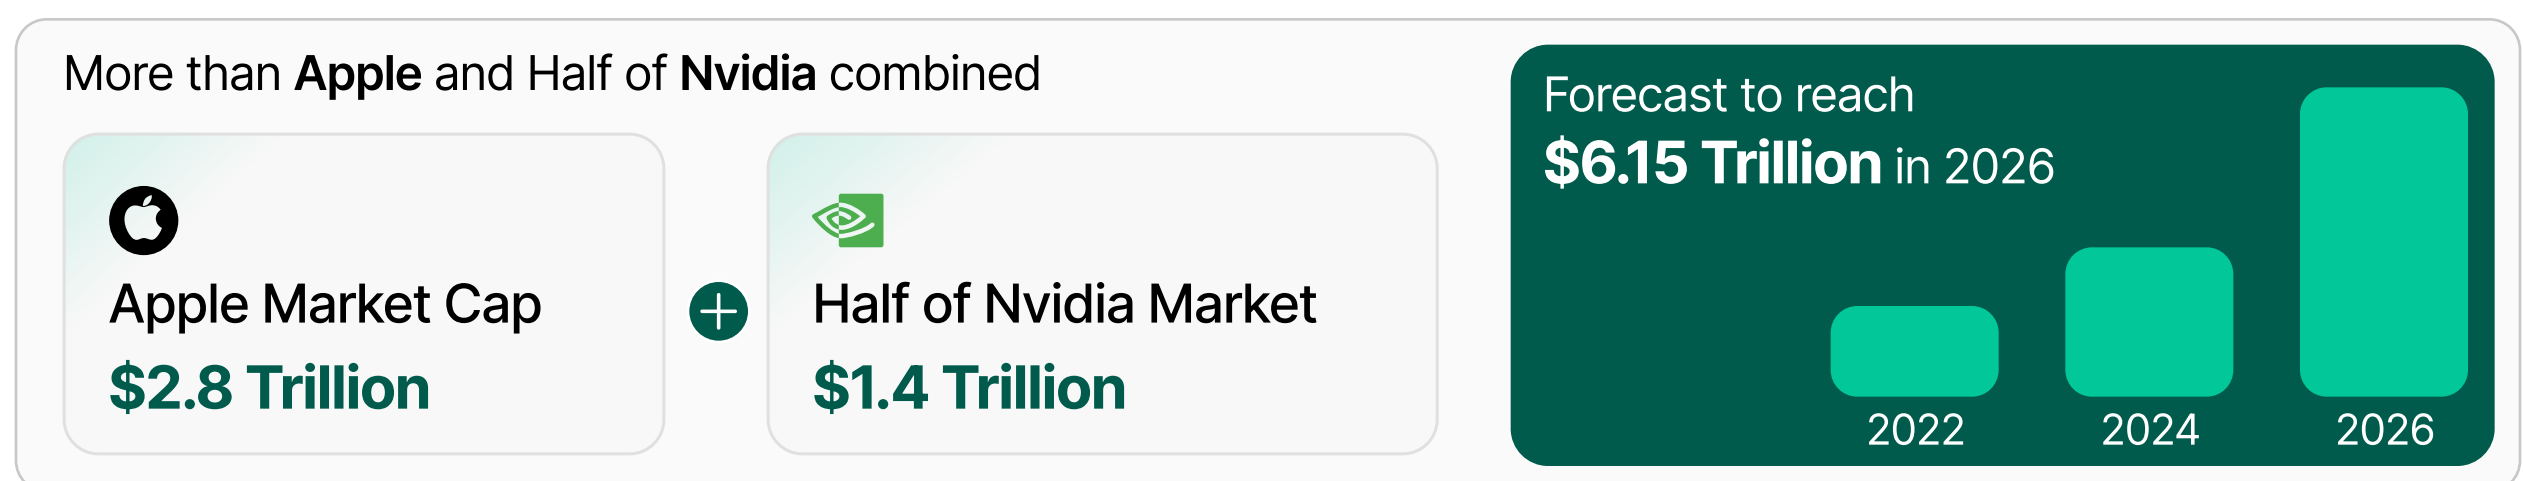 More than Apple and Half of Nvidia combined
Apple Market Cap
$2.8 Trillion
Half of Nvidia Market
$1.4 Trillion
Forecast to reach
$6.15 Trillion in 2026
2022
2024
2026